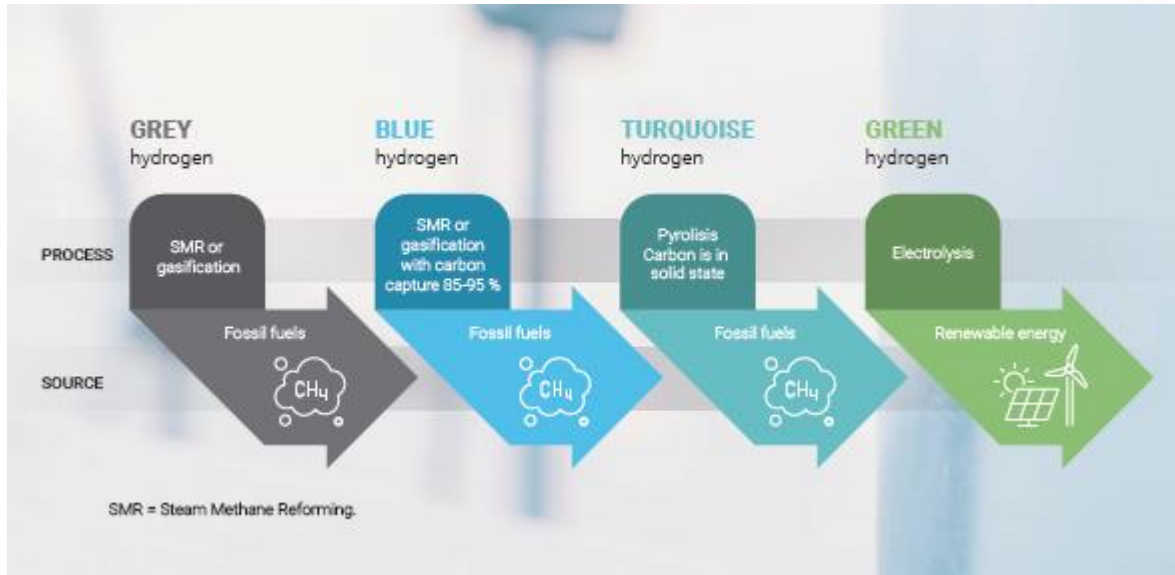 GREY
hydrogen
BLUE
hydrogen
TURQUOISE
hydrogen
GREEN
hydrogen
PROCESS
SMR or
gasification
SMR or
gasification
with carbon
capture 85-95 %
Pyrolisis
Carbon is in
solid state
Electrolysis
SOURCE
Fossil fuels
CH4
Fossil fuels
CH4
Fossil fuels
CH4
Renewable energy
SMR = Steam Methane Reforming.